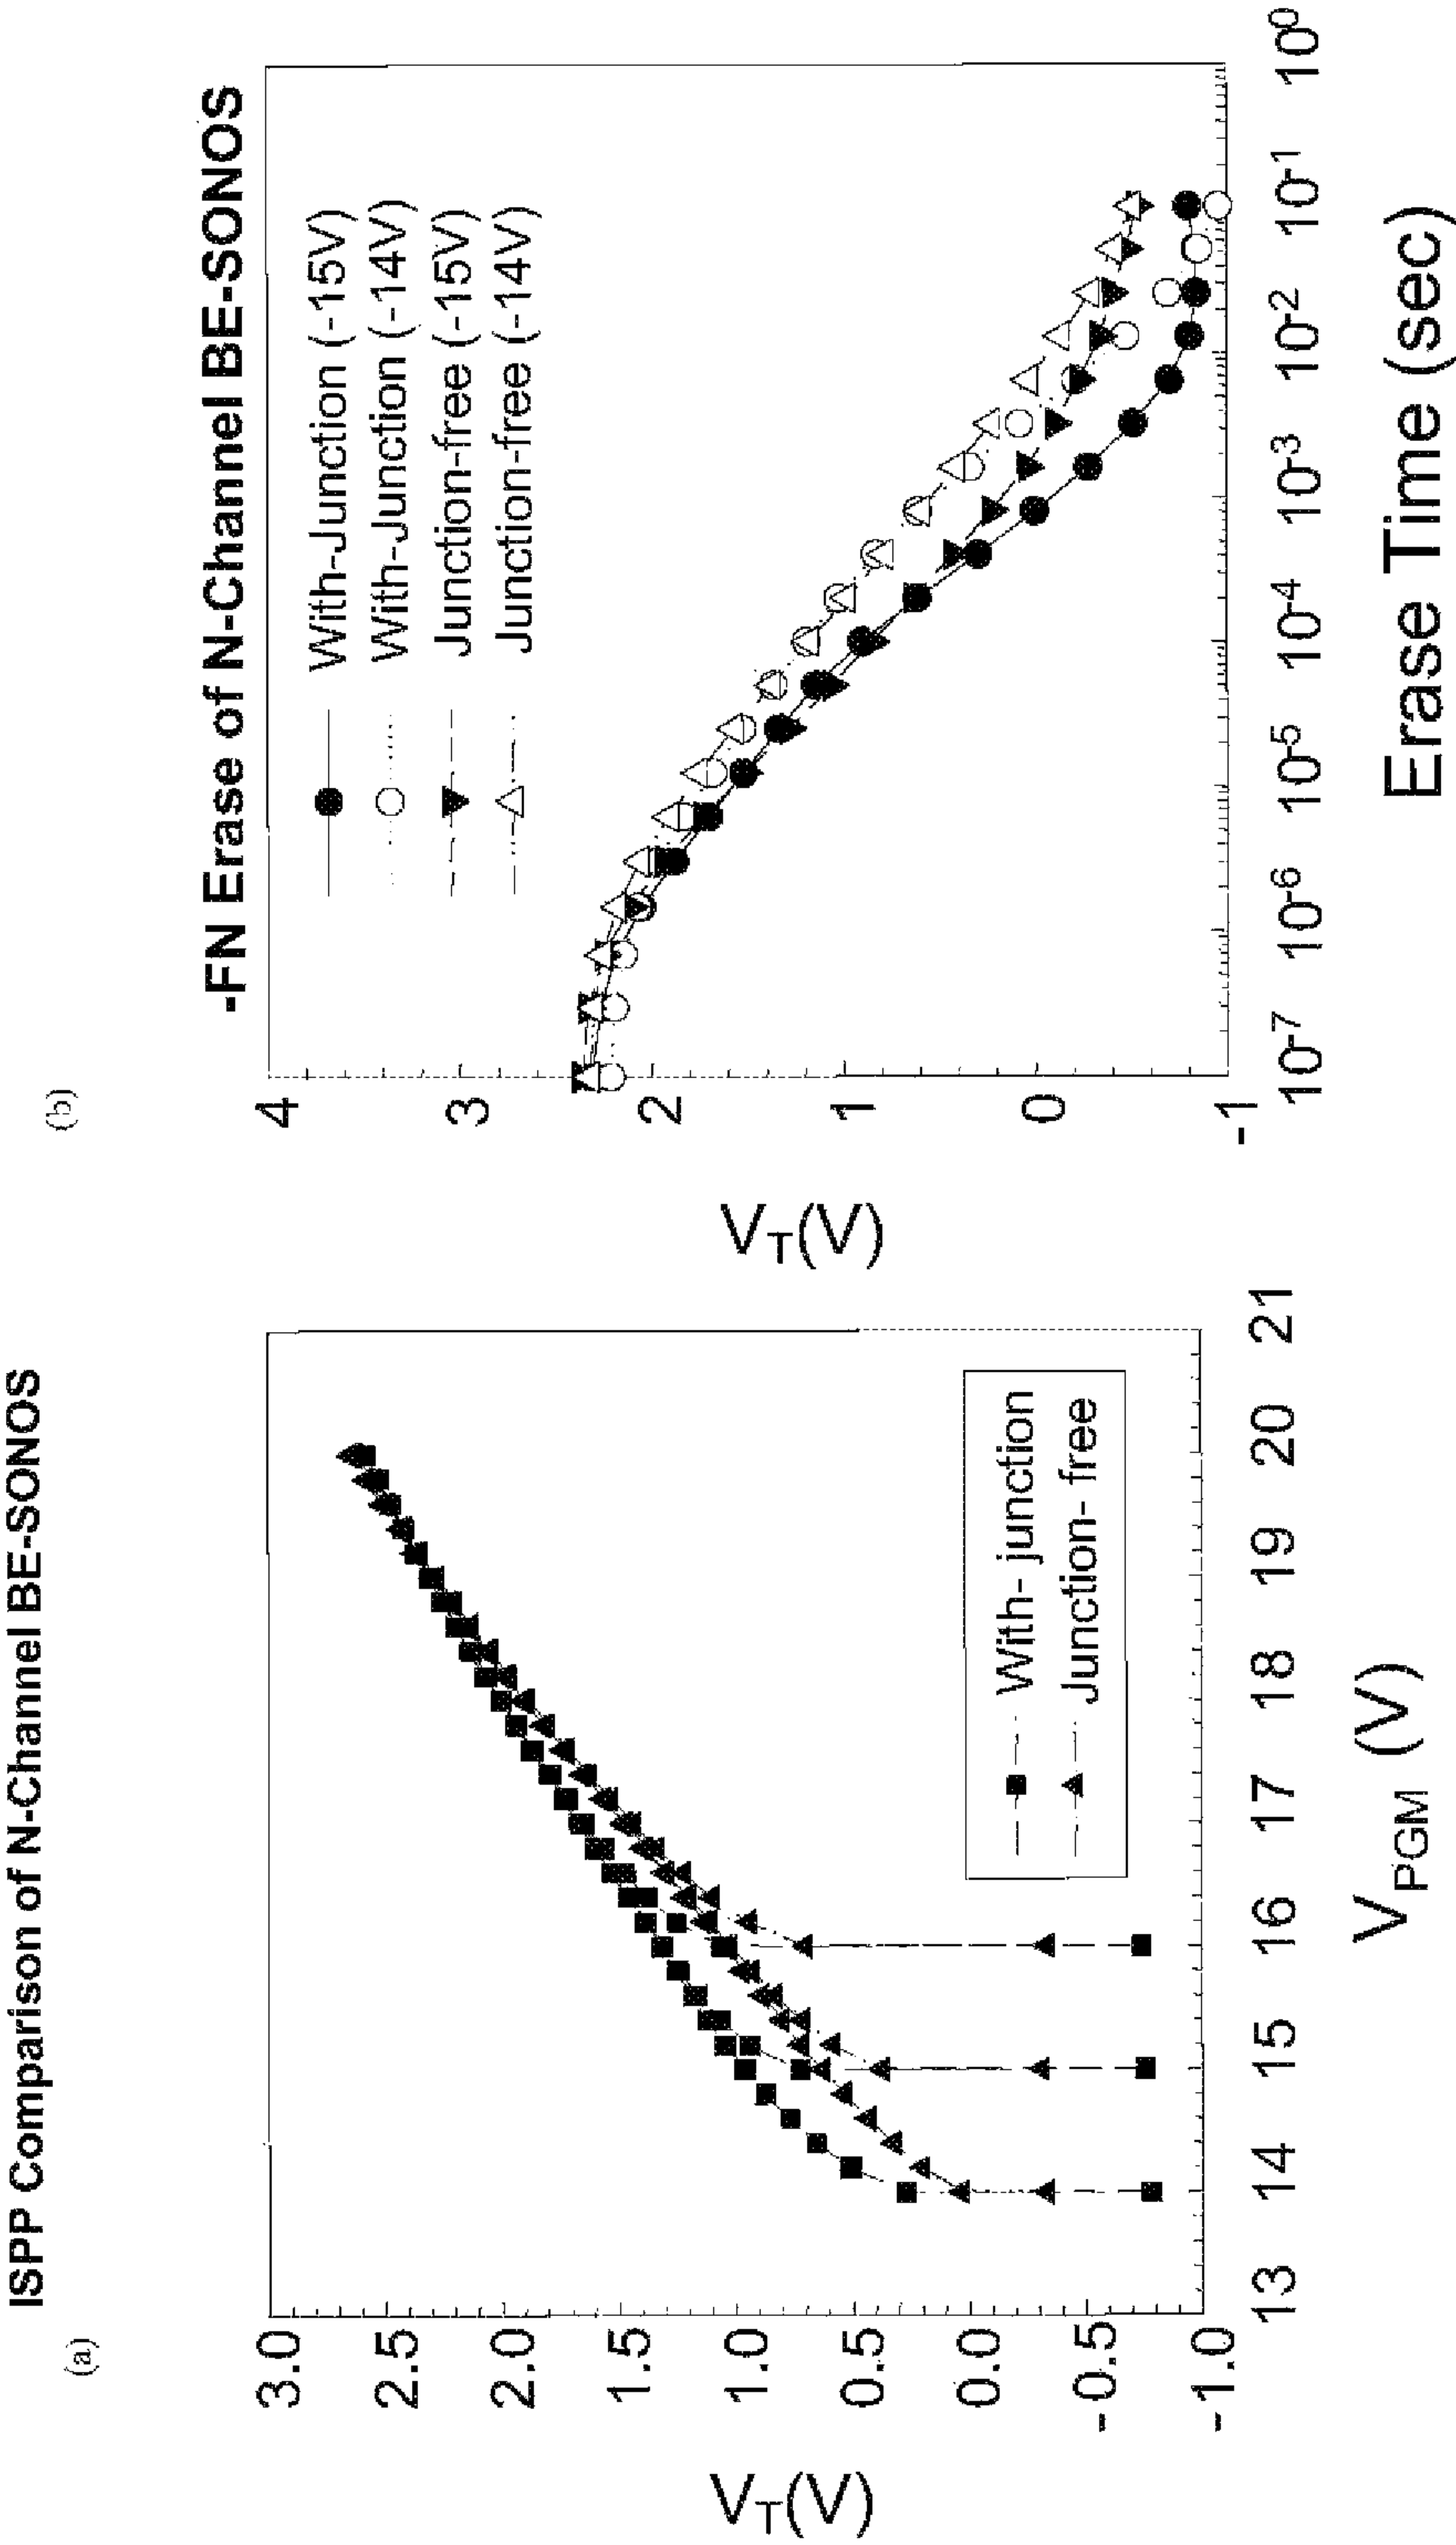 (a)
ISPP Comparison of N-Channel BE-SONOS
V_T(V)
3.0
2.5
2.0
1.5
1.0
0.5
0.0
-0.5
-1.0
13 14 15 16 17 18 19 20 21
V_PGM (V)
With- junction
Junction- free
(b)
-FN Erase of N-Channel BE-SONOS
V_T(V)
4
3
2
1
0
-1
With-Junction (-15V)
With-Junction (-14V)
Junction-free (-15V)
Junction-free (-14V)
10^-7 10^-6 10^-5 10^-4 10^-3 10^-2 10^-1 10^0
Erase Time (sec)